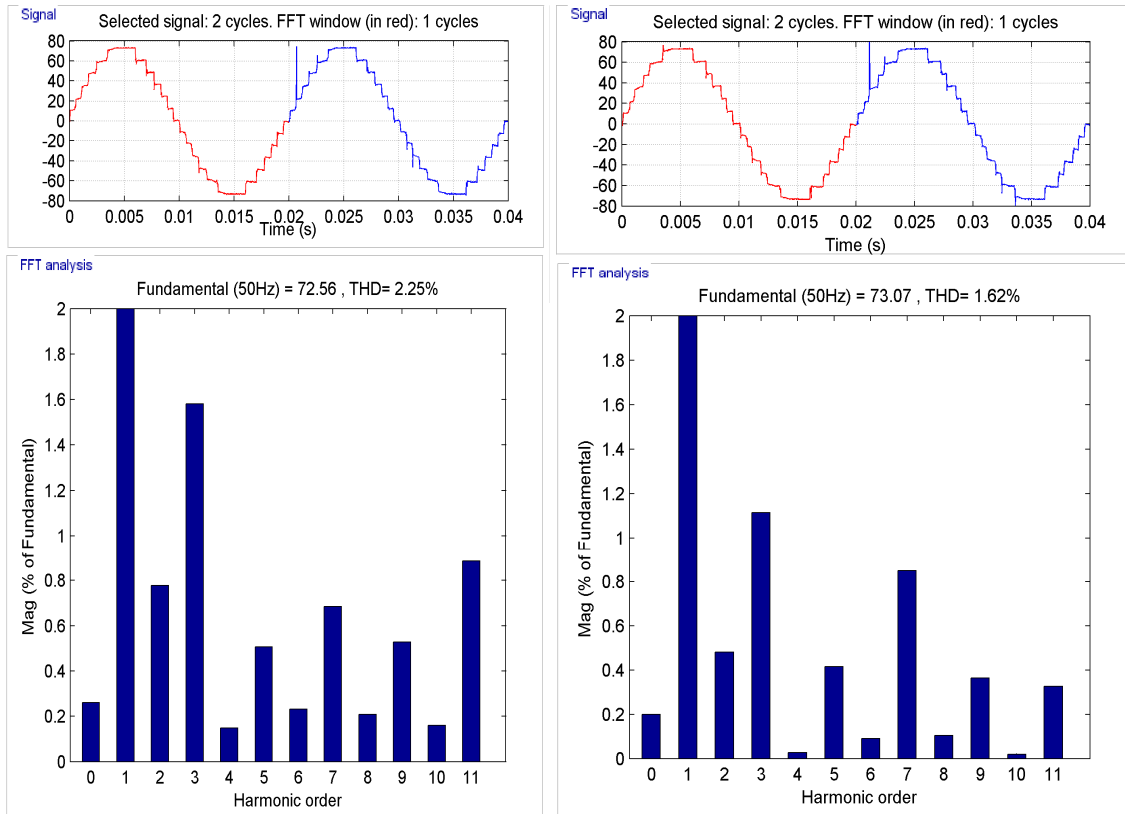 Signal
Selected signal: 2 cycles. FFT window (in red): 1 cycles
80
60
40
20
0
-20
-40
-60
-80
0 0.005 0.01 0.015 0.02 0.025 0.03 0.035 0.04
Time (s)
FFT analysis
Fundamental (50Hz) = 72.56 , THD= 2.25%
2
1.8
1.6
1.4
1.2
1
0.8
0.6
0.4
0.2
0
Mag (% of Fundamental)
0 1 2 3 4 5 6 7 8 9 10 11
Harmonic order
Signal
Selected signal: 2 cycles. FFT window (in red): 1 cycles
80
60
40
20
0
-20
-40
-60
-80
0 0.005 0.01 0.015 0.02 0.025 0.03 0.035 0.04
Time (s)
FFT analysis
Fundamental (50Hz) = 73.07 , THD= 1.62%
2
1.8
1.6
1.4
1.2
1
0.8
0.6
0.4
0.2
0
Mag (% of Fundamental)
0 1 2 3 4 5 6 7 8 9 10 11
Harmonic order